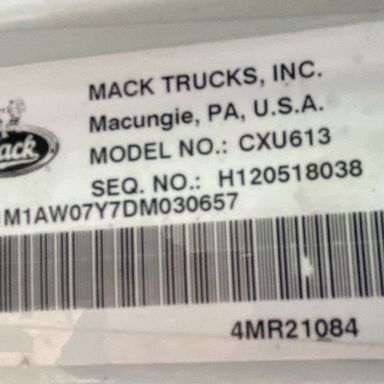 MACK TRUCKS, INC.
Macungie, PA, U.S.A.
MODEL NO.: CXU613
SEQ. NO.: H120518038
M1AW07Y7DM030657
4MR21084